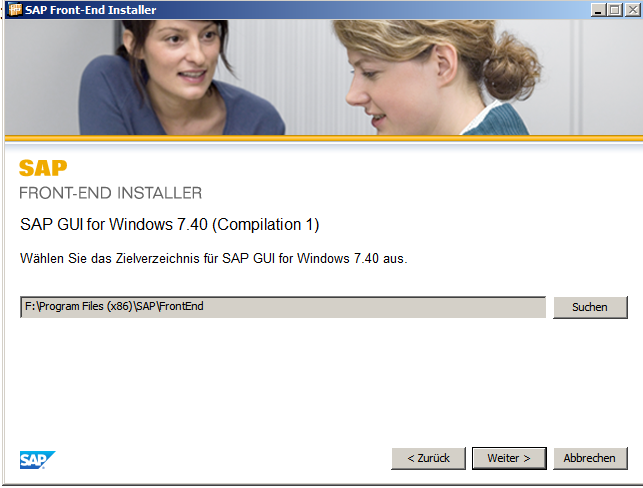 SAP Front-End Installer
SAP
FRONT-END INSTALLER
SAP GUI for Windows 7.40 (Compilation 1)
Wählen Sie das Zielverzeichnis für SAP GUI for Windows 7.40 aus.
F:\Program Files (x86)\SAP\FrontEnd
Suchen
SAP
< Zurück
Weiter >
Abbrechen